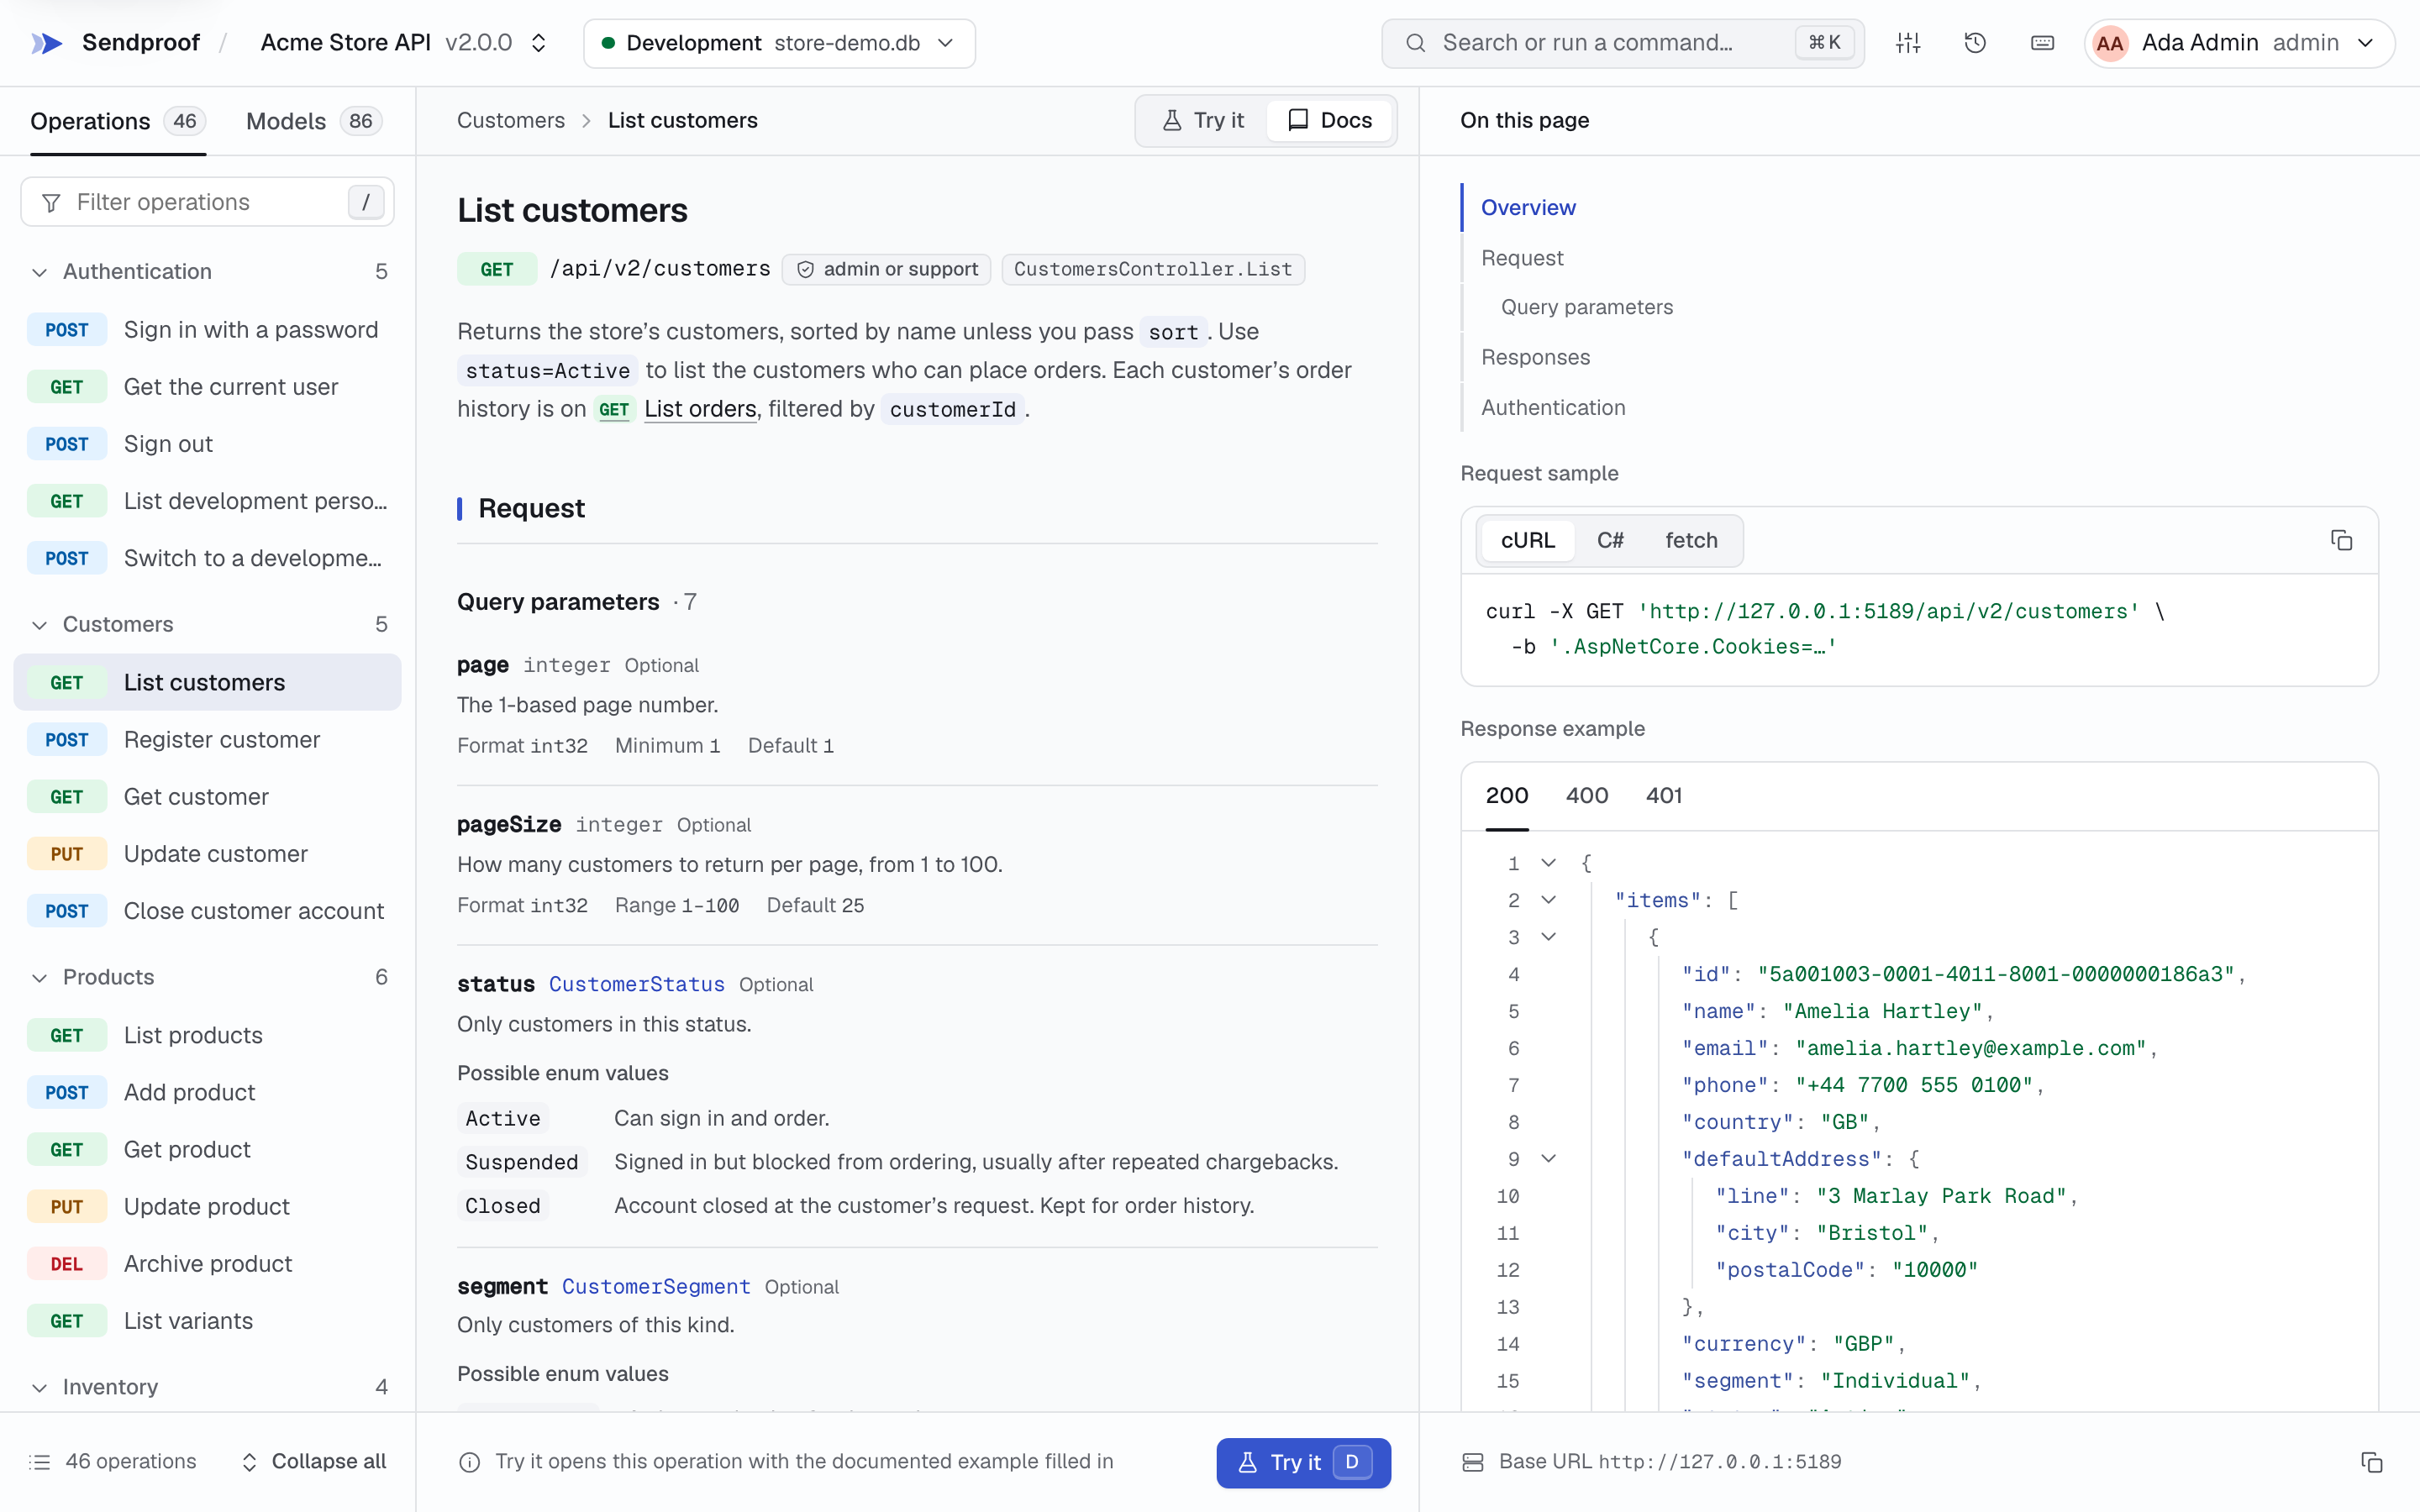 Sendproof / Acme Store API v2.0.0
Development store-demo.db
Search or run a command... ⌘K
AA Ada Admin admin
Operations 46 Models 86
Filter operations /
Authentication 5
POST Sign in with a password
GET Get the current user
POST Sign out
GET List development perso...
POST Switch to a developme...
Customers 5
GET List customers
POST Register customer
GET Get customer
PUT Update customer
POST Close customer account
Products 6
GET List products
POST Add product
GET Get product
PUT Update product
DEL Archive product
GET List variants
Inventory 4
46 operations Collapse all
Customers > List customers
Try it Docs
List customers
GET /api/v2/customers admin or support CustomersController.List
Returns the store’s customers, sorted by name unless you pass sort. Use
status=Active to list the customers who can place orders. Each customer’s order
history is on GET List orders, filtered by customerId.
Request
Query parameters · 7
page integer Optional
The 1-based page number.
Format int32 Minimum 1 Default 1
pageSize integer Optional
How many customers to return per page, from 1 to 100.
Format int32 Range 1–100 Default 25
status CustomerStatus Optional
Only customers in this status.
Possible enum values
Active Can sign in and order.
Suspended Signed in but blocked from ordering, usually after repeated chargebacks.
Closed Account closed at the customer’s request. Kept for order history.
segment CustomerSegment Optional
Only customers of this kind.
Possible enum values
Try it opens this operation with the documented example filled in
Try it D
On this page
Overview
Request
Query parameters
Responses
Authentication
Request sample
cURL C# fetch
curl -X GET 'http://127.0.0.1:5189/api/v2/customers' \
-b '.AspNetCore.Cookies=…'
Response example
200 400 401
1 {
2 "items": [
3 {
4 "id": "5a001003-0001-4011-8001-0000000186a3",
5 "name": "Amelia Hartley",
6 "email": "amelia.hartley@example.com",
7 "phone": "+44 7700 555 0100",
8 "country": "GB",
9 "defaultAddress": {
10 "line": "3 Marlay Park Road",
11 "city": "Bristol",
12 "postalCode": "10000"
13 },
14 "currency": "GBP",
15 "segment": "Individual",
Base URL http://127.0.0.1:5189